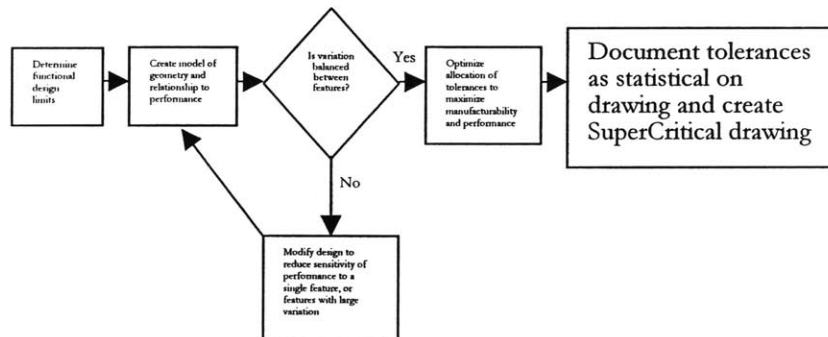 Determine
functional
design
limits
Create model of
geometry and
relationship to
performance
Is variation
balanced
between
features?
Yes
Optimize
allocation of
tolerances to
maximize
manufacturability
and performance
Document tolerances
as statistical on
drawing and create
SuperCritical drawing
No
Modify design to
reduce sensitivity of
performance to a
single feature, or
features with large
variation